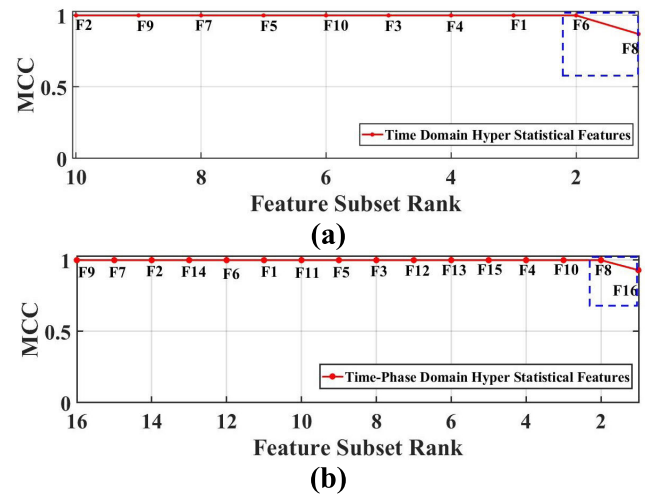 1
F2 F9 F7 F5 F10 F3 F4 F1 F6
F8
MCC
0.5
Time Domain Hyper Statistical Features
0
10 8 6 4 2
Feature Subset Rank
(a)
1
F9 F7 F2 F14 F6 F1 F11 F5 F3 F12 F13 F15 F4 F10 F8
F16
MCC
0.5
Time-Phase Domain Hyper Statistical Features
0
16 14 12 10 8 6 4 2
Feature Subset Rank
(b)